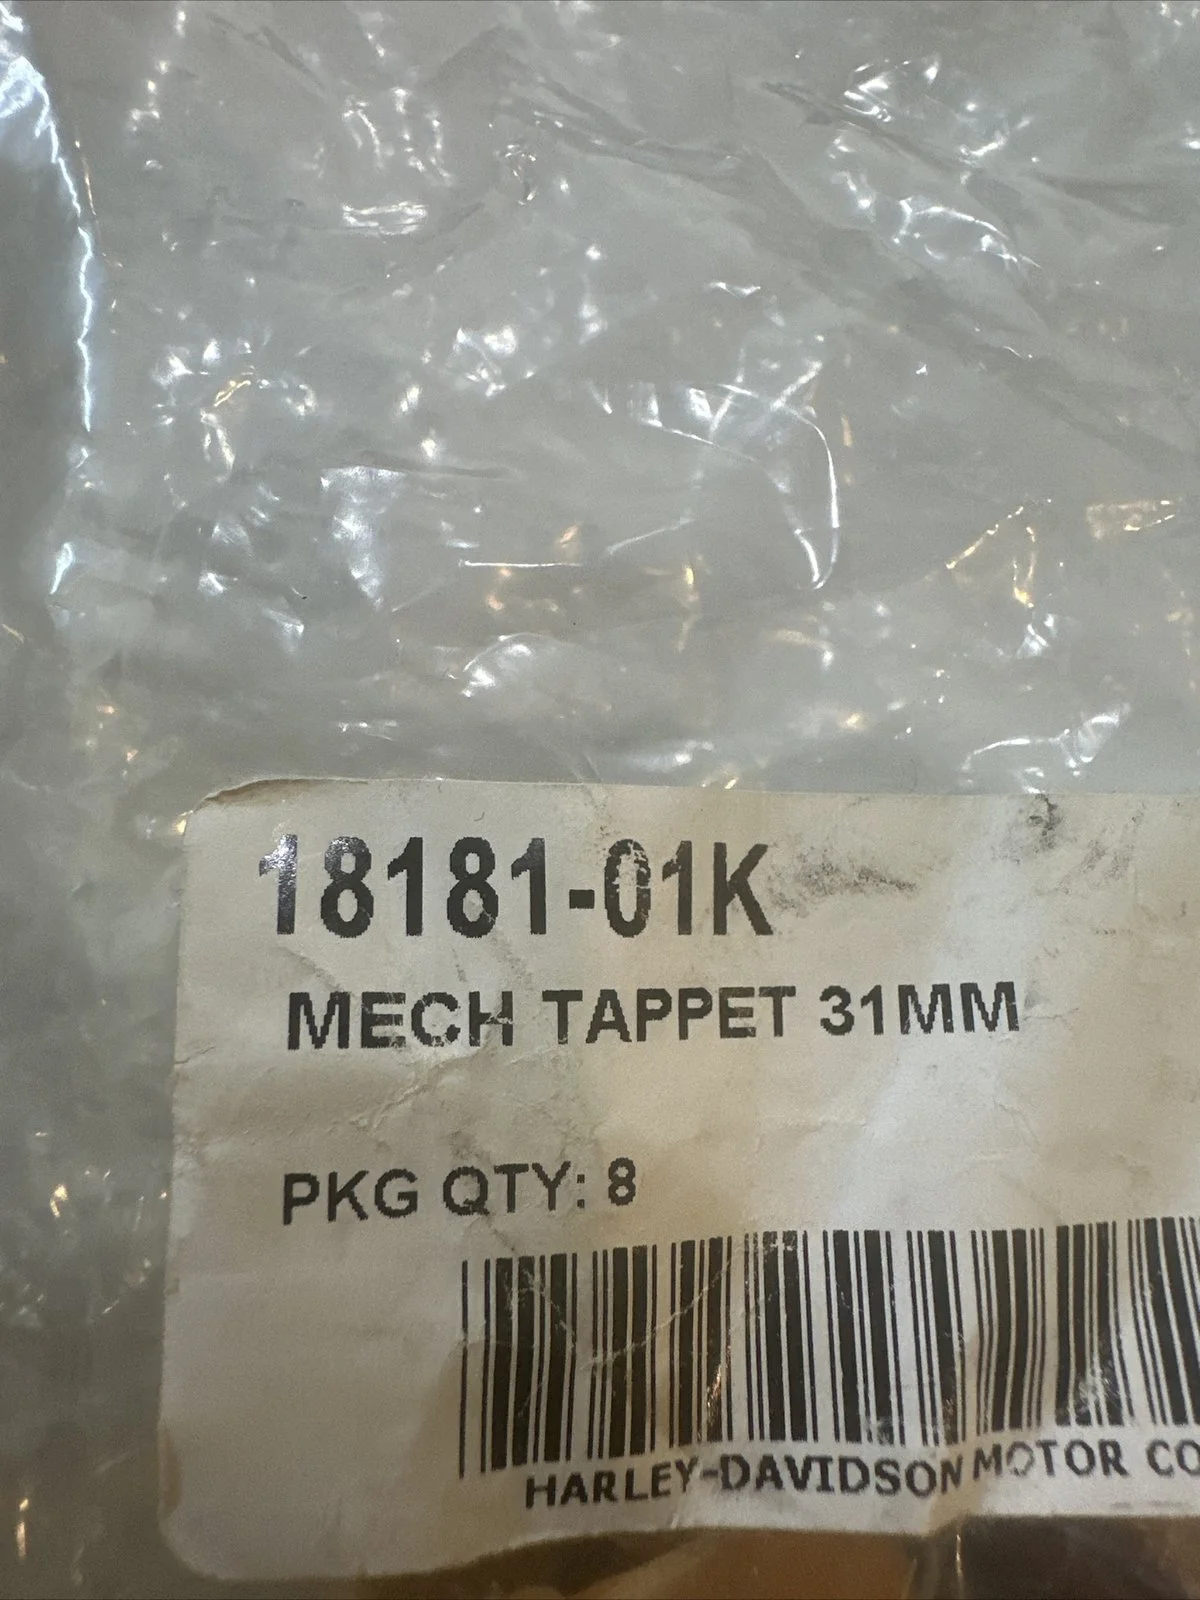 18181-01K
MECH TAPPET 31MM
PKG QTY: 8
HARLEY-DAVIDSON MOTOR CO